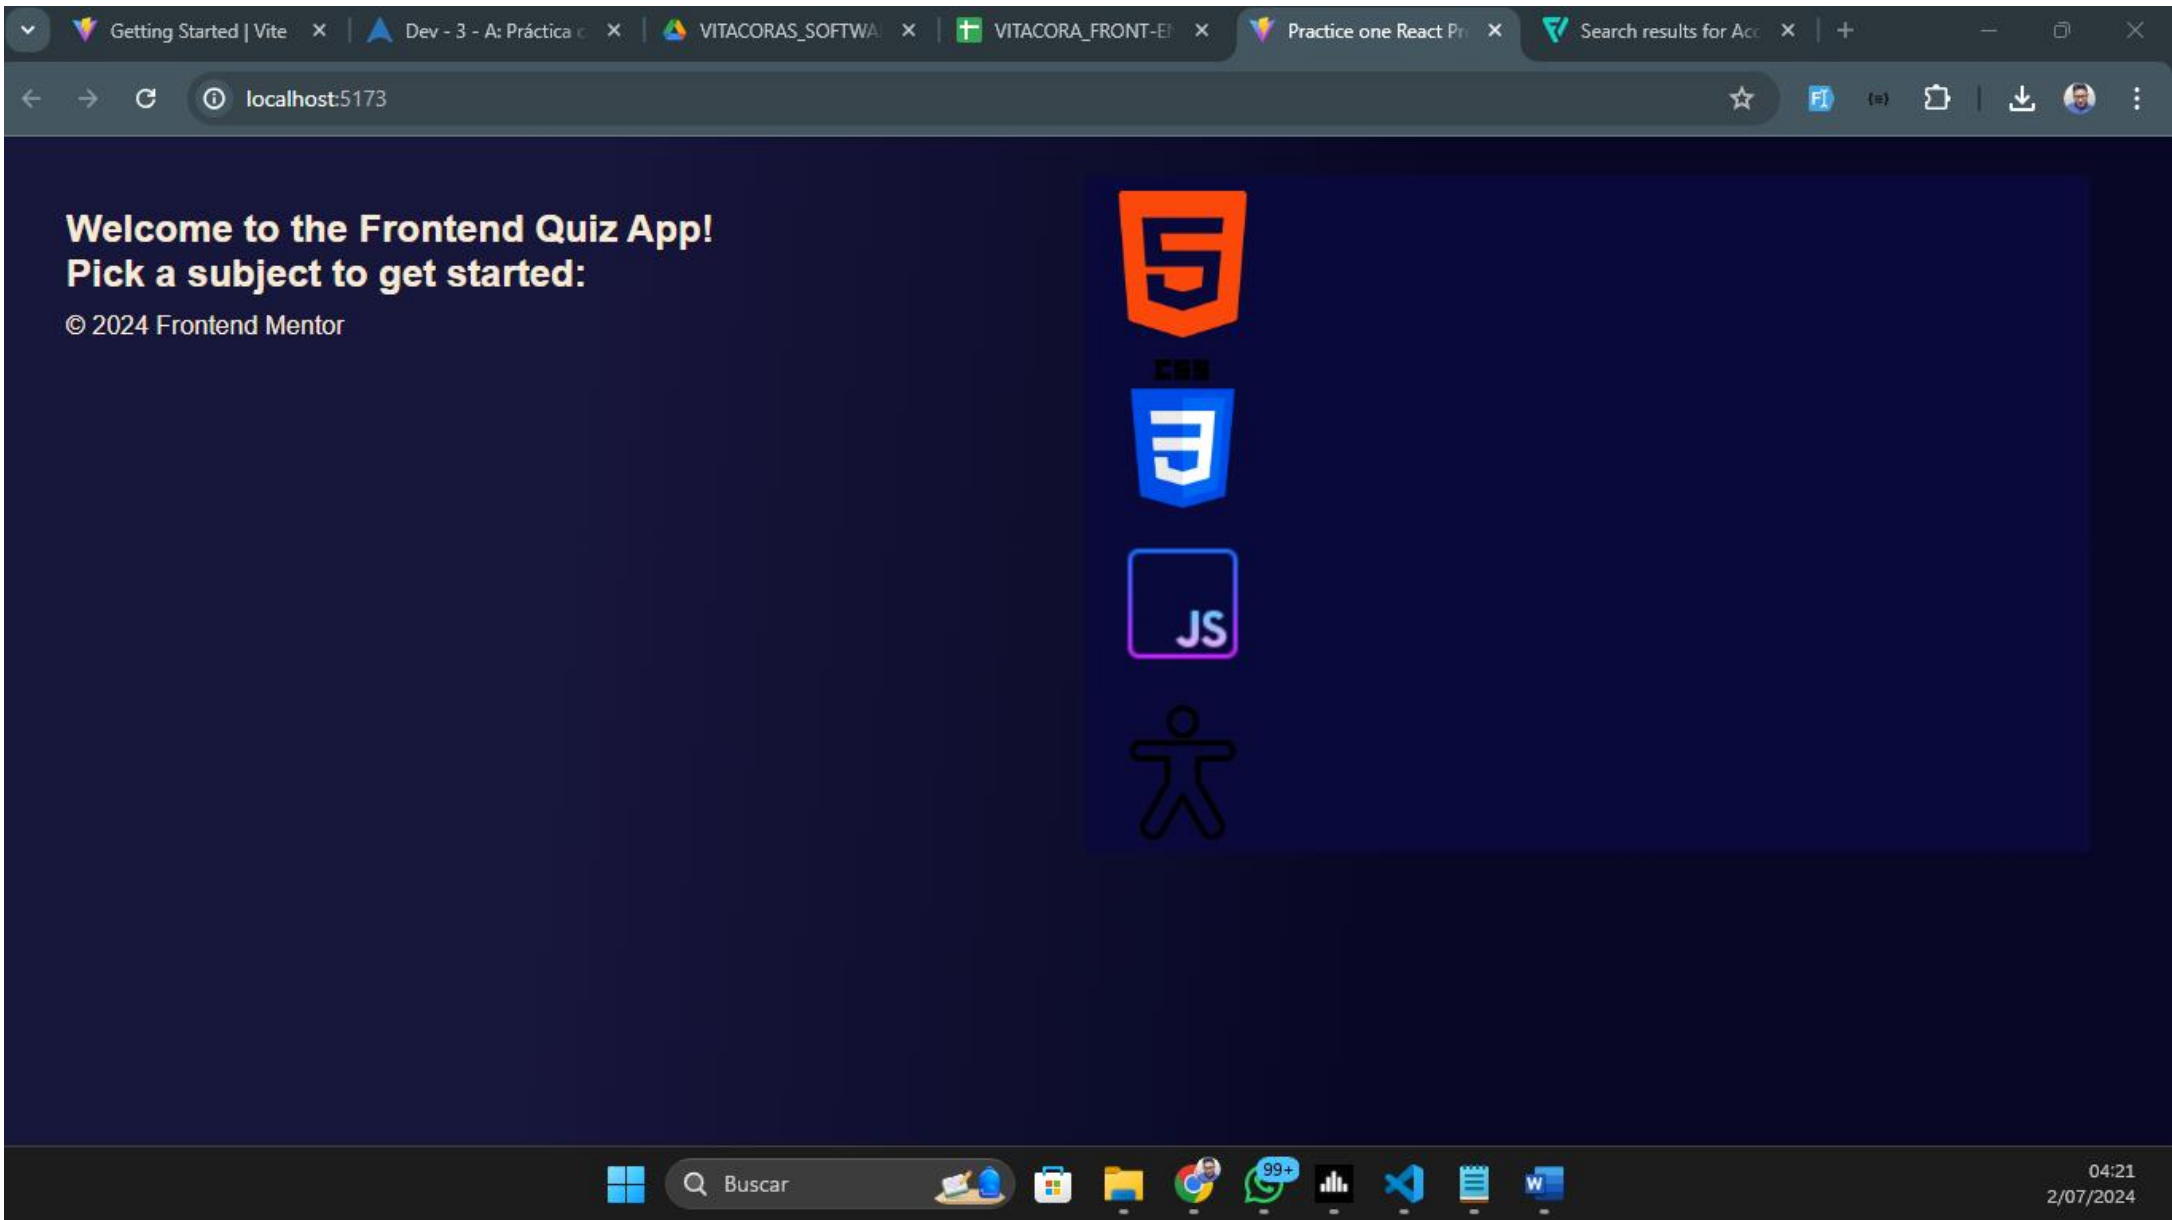 Getting Started | Vite
Dev - 3 - A: Práctica
VITACORAS_SOFTWA
VITACORA_FRONT-E
Practice one React Pr
Search results for Acc
localhost:5173
Welcome to the Frontend Quiz App!
Pick a subject to get started:
© 2024 Frontend Mentor
CSS
JS
Buscar
99+
04:21
2/07/2024